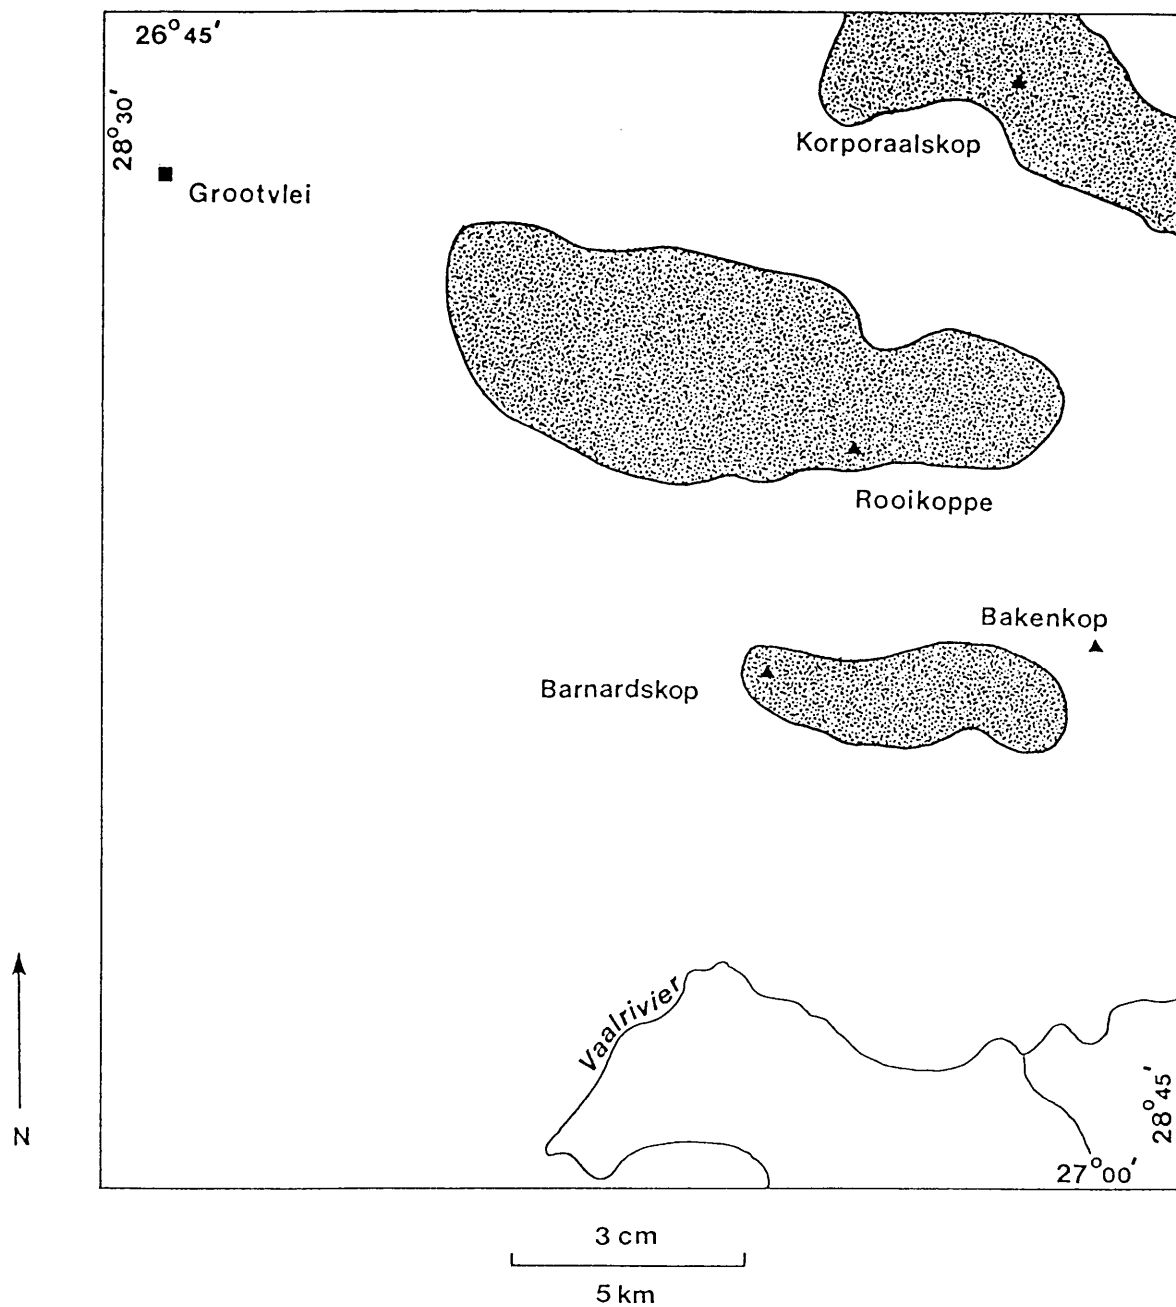 26° 45'
28° 30'
Korporaalskop
Grootvlei
Rooikoppe
Bakenkop
Barnardskop
Vaalrivier
28° 45'
N
27° 00'
3 cm
5 km